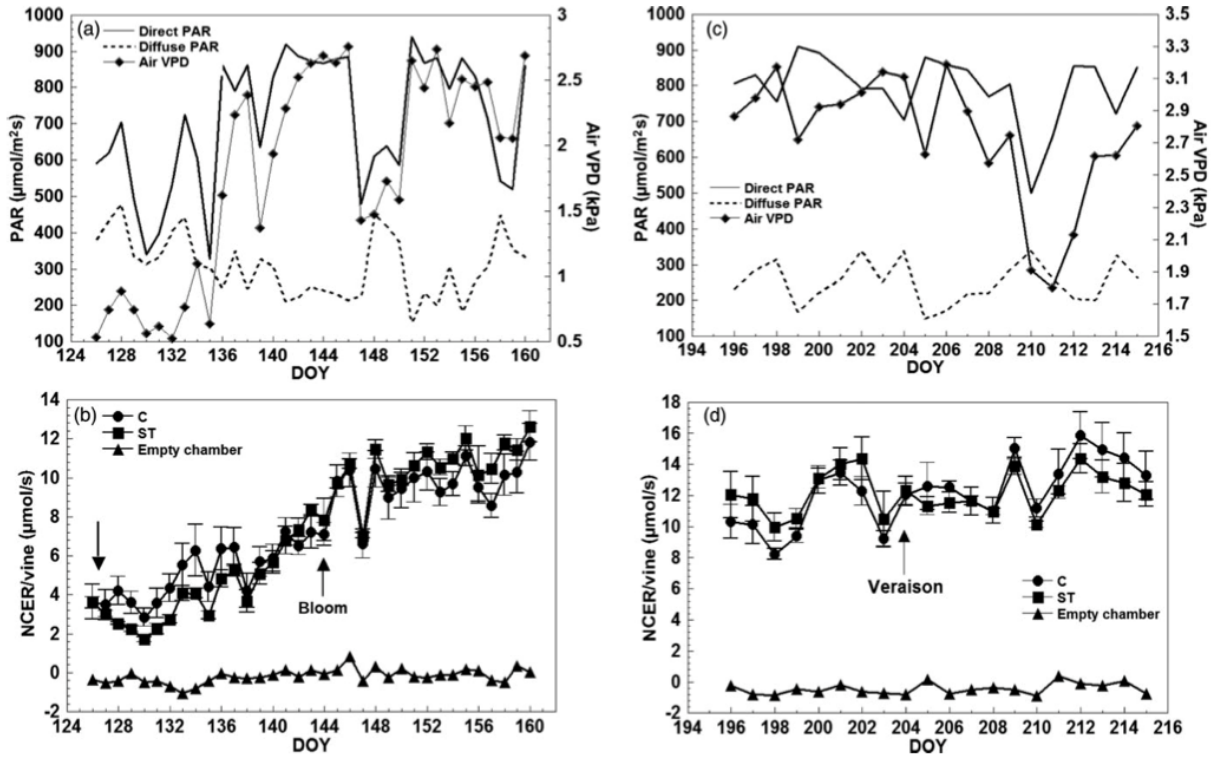 (a)
Direct PAR
Diffuse PAR
Air VPD
PAR (μmol/m²s)
1000
900
800
700
600
500
400
300
200
100
3
2.5
2
1.5
1
0.5
Air VPD (kPa)
124 128 132 136 140 144 148 152 156 160
DOY
(c)
Direct PAR
Diffuse PAR
Air VPD
PAR (μmol/m²s)
1000
900
800
700
600
500
400
300
200
100
3.5
3.3
3.1
2.9
2.7
2.5
2.3
2.1
1.9
1.7
1.5
Air VPD (kPa)
194 196 198 200 202 204 206 208 210 212 214 216
DOY
(b)
C
ST
Empty chamber
NCER/vine (μmol/s)
14
12
10
8
6
4
2
0
-2
Bloom
124 128 132 136 140 144 148 152 156 160
DOY
(d)
NCER/vine (μmol/s)
18
16
14
12
10
8
6
4
2
0
-2
Veraison
C
ST
Empty chamber
194 196 198 200 202 204 206 208 210 212 214 216
DOY